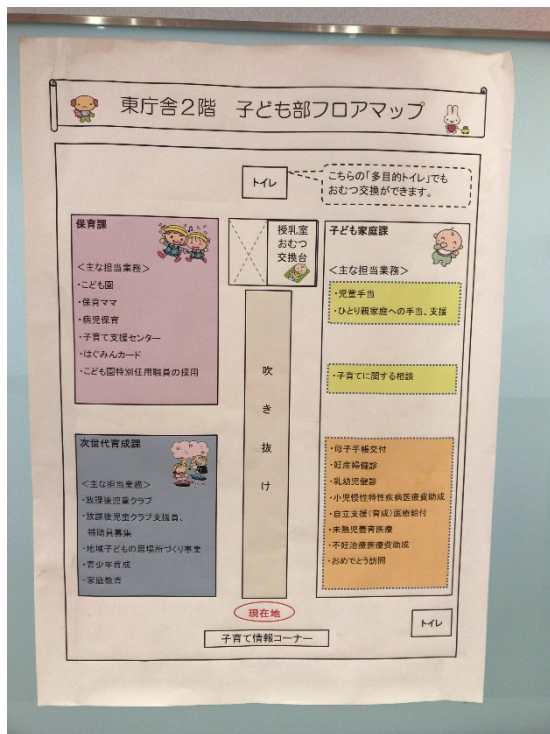 東庁舎2階　子ども部フロアマップ
トイレ
こちらの「多目的トイレ」でも
おむつ交換ができます。
保育課
＜主な担当業務＞
・こども園
・保育ママ
・病児保育
・子育て支援センター
・はぐみんカード
・こども園特別任用職員の採用
授乳室
おむつ
交換台
子ども家庭課
＜主な担当業務＞
・児童手当
・ひとり親家庭への手当、支援
・子育てに関する相談
吹き抜け
次世代育成課
＜主な担当業務＞
・放課後児童クラブ
・放課後児童クラブ支援員、
補助員募集
・地域子どもの居場所づくり事業
・青少年育成
・家庭教育
・母子手帳交付
・妊産婦健診
・乳幼児健診
・小児慢性特性疾病医療費助成
・自立支援（育成）医療給付
・未熟児養育医療
・不妊治療医療費助成
・おめでとう訪問
現在地
トイレ
子育て情報コーナー